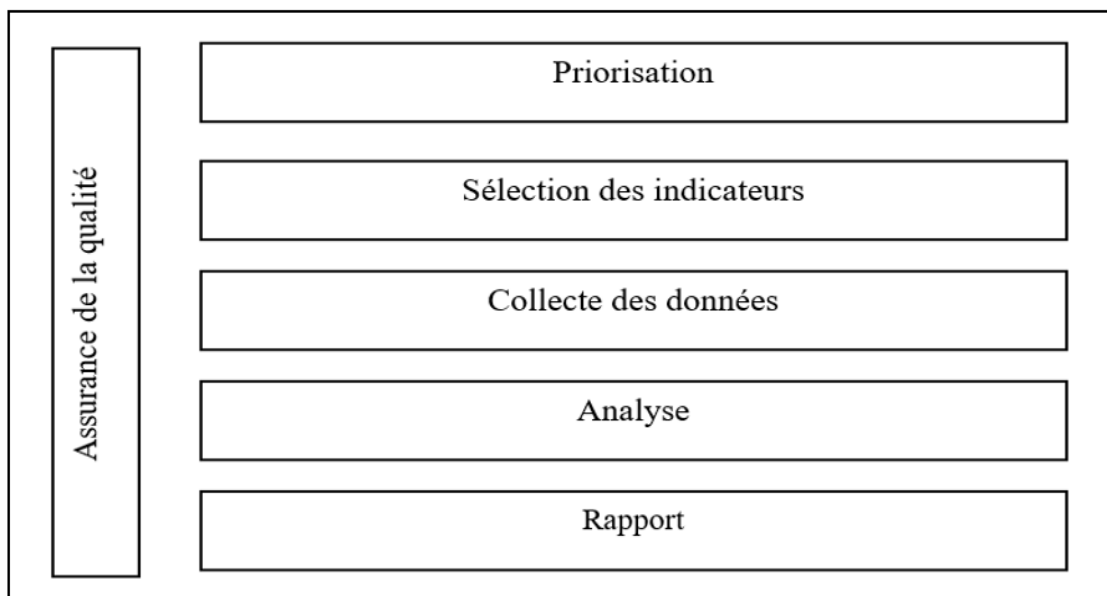 Assurance de la qualité
Priorisation
Sélection des indicateurs
Collecte des données
Analyse
Rapport